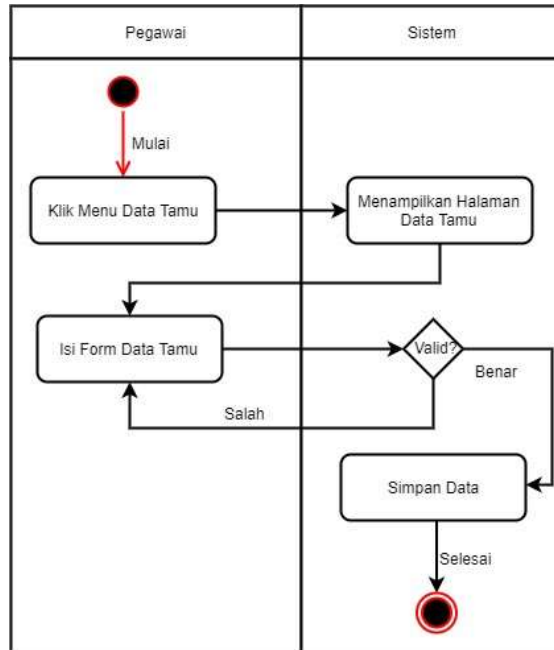 Pegawai
Sistem
Mulai
Klik Menu Data Tamu
Menampilkan Halaman
Data Tamu
Isi Form Data Tamu
Valid?
Benar
Salah
Simpan Data
Selesai